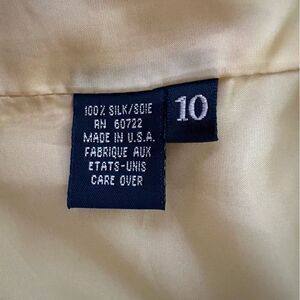 100% SILK/SOIE
RN 60722
MADE IN U.S.A.
FABRIQUE AUX
ETATS-UNIS
CARE OVER
10